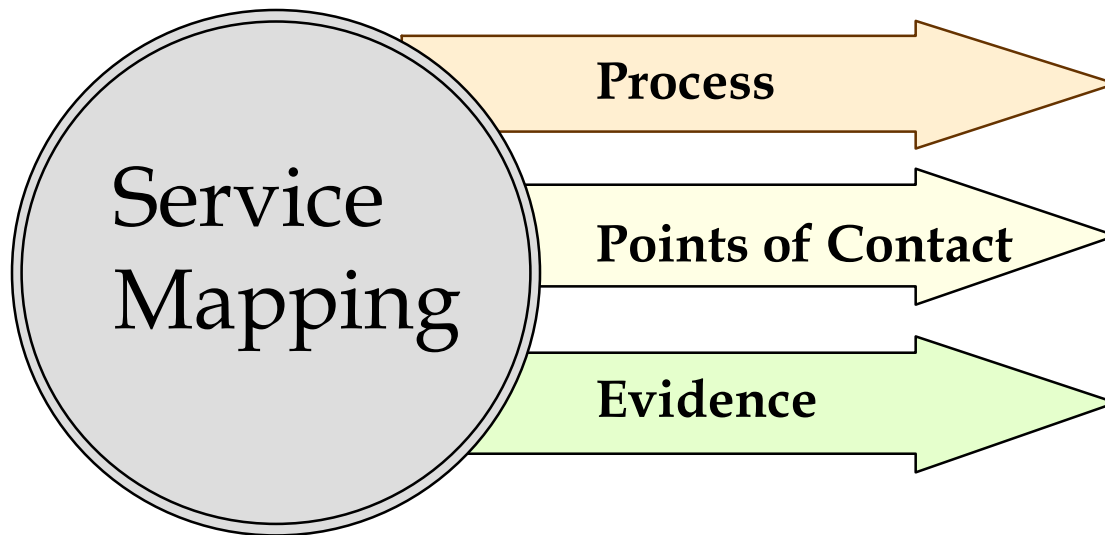 Service
Mapping
Process
Points of Contact
Evidence